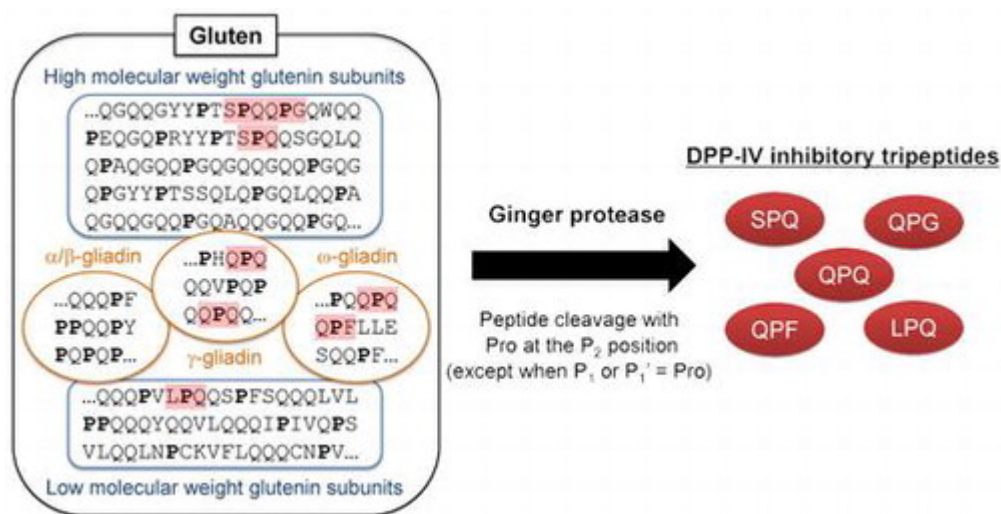 Gluten
High molecular weight glutenin subunits
...QGQQGYYPTSPQQPGQWQQ
PEQGQPRYYPTSPQQSGQLQ
QPAQGQQPGQGQQGQQPGQG
QPGYYPTSSQLQPGQLQQPA
QGQQGQQPGQAQQGQQPGQ...
α/β-gliadin
...QQQPF
PPQQPY
PQPQP...
...PHQPQ
QQVPQP
QQPQQ...
γ-gliadin
ω-gliadin
...PQQPQ
QPFLLE
SQQPF...
...QQQPVLPQQSPFSQQQLVL
PPQQQYQQVLQQQIPIVQPS
VLQQLNPCKVFLQQQCNPV...
Low molecular weight glutenin subunits
Ginger protease
Peptide cleavage with
Pro at the P₂ position
(except when P₁ or P₁' = Pro)
DPP-IV inhibitory tripeptides
SPQ
QPG
QPQ
QPF
LPQ